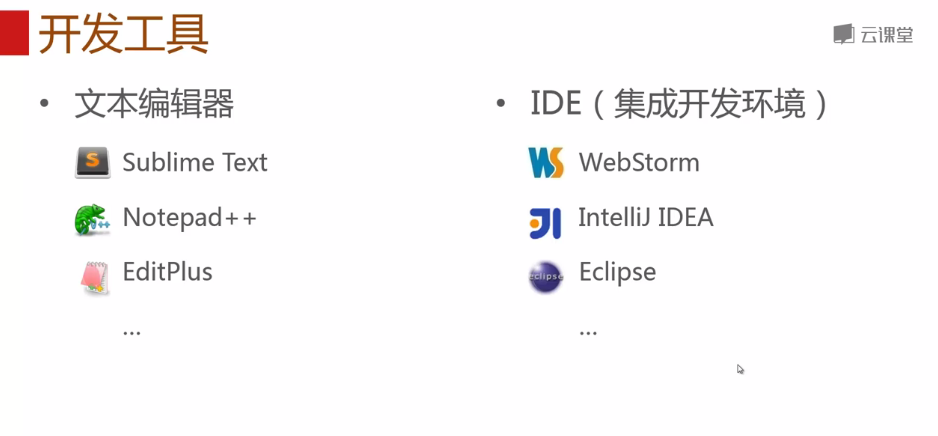 开发工具
云课堂
• 文本编辑器
Sublime Text
Notepad++
EditPlus
...
• IDE（集成开发环境）
WebStorm
IntelliJ IDEA
Eclipse
...